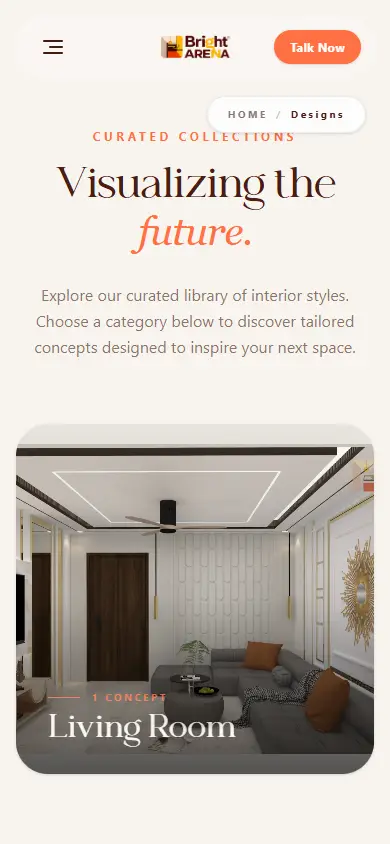 Bright
ARENA
Talk Now
HOME / Designs
CURATED COLLECTIONS
Visualizing the
future.
Explore our curated library of interior styles.
Choose a category below to discover tailored
concepts designed to inspire your next space.
1 CONCEPT
Living Room